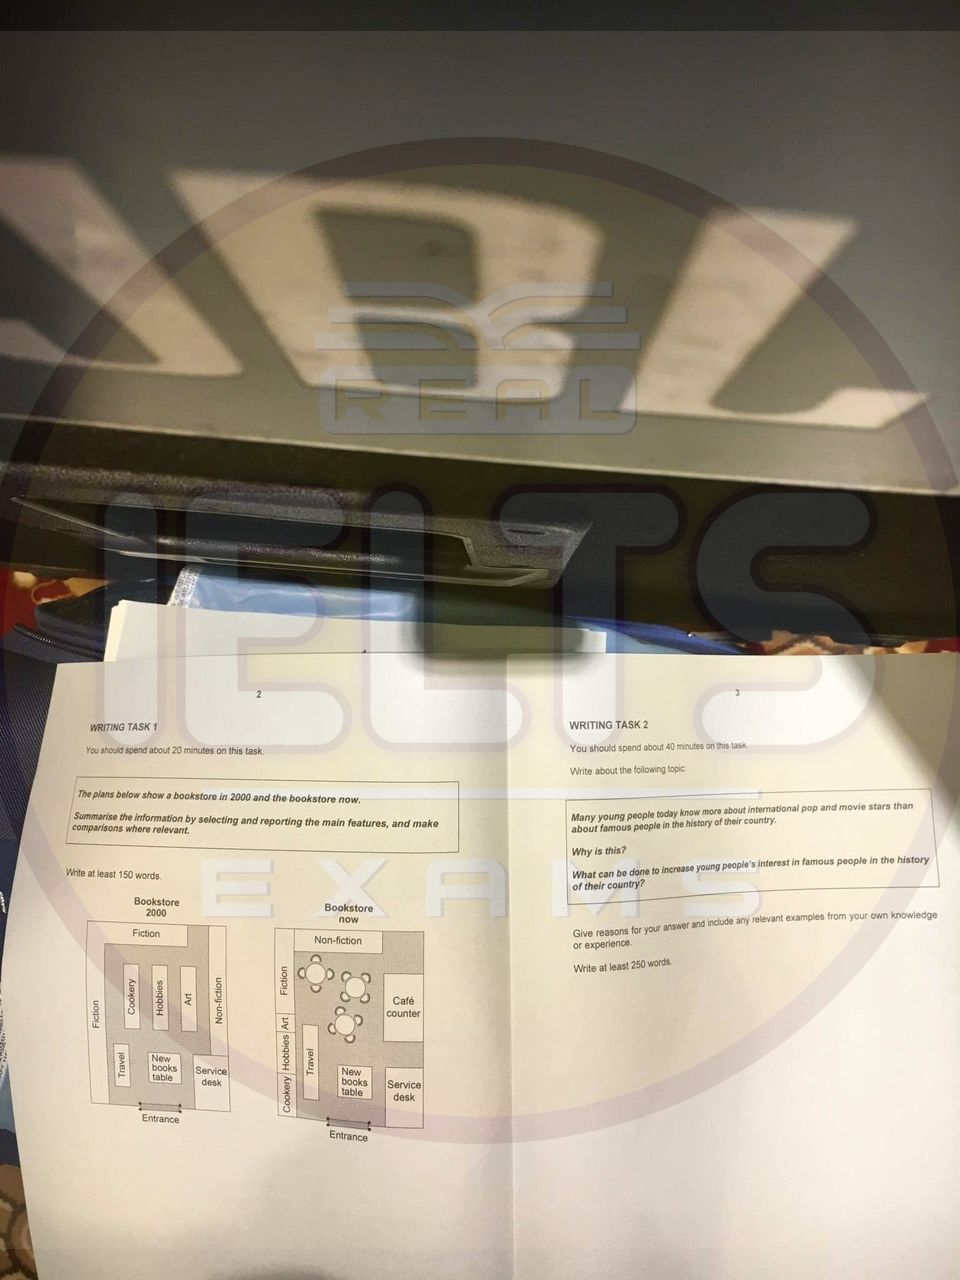 JBL
REAL
IELTS
EXAMS
2
WRITING TASK 1
You should spend about 20 minutes on this task.
The plans below show a bookstore in 2000 and the bookstore now.
Summarise the information by selecting and reporting the main features, and make
comparisons where relevant.
Write at least 150 words.
Bookstore
2000
Fiction
Fiction
Cookery
Hobbies
Art
Non-fiction
Travel
New
books
table
Service
desk
Entrance
Bookstore
now
Non-fiction
Fiction
Art
Hobbies
Cookery
Travel
Café
counter
New
books
table
Service
desk
Entrance
3
WRITING TASK 2
You should spend about 40 minutes on this task.
Write about the following topic:
Many young people today know more about international pop and movie stars than
about famous people in the history of their country.
Why is this?
What can be done to increase young people's interest in famous people in the history
of their country?
Give reasons for your answer and include any relevant examples from your own knowledge
or experience.
Write at least 250 words.